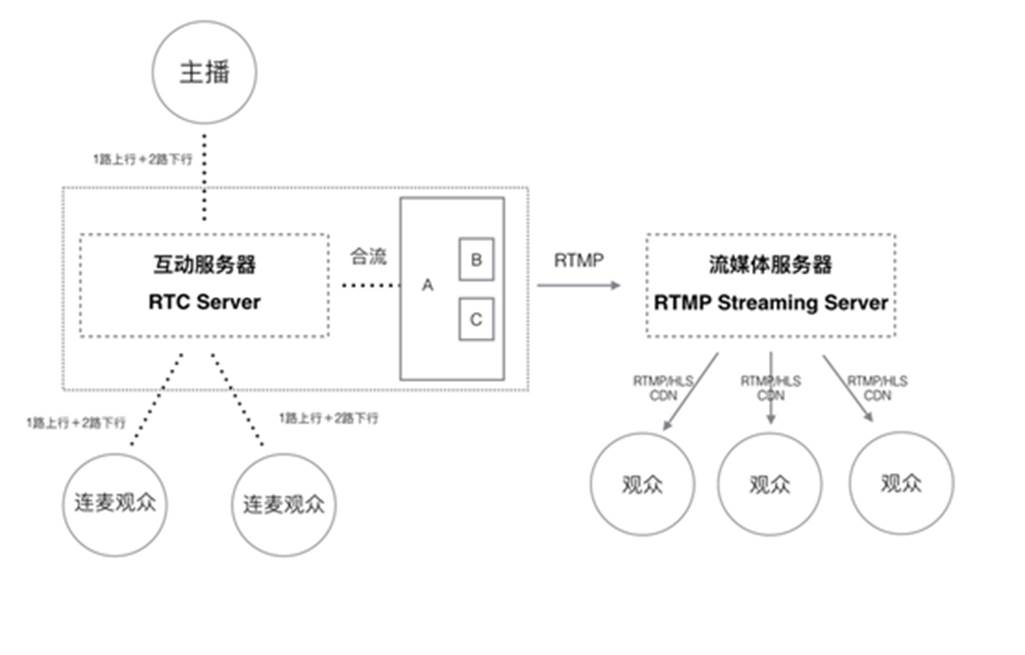 主播
1路上行+2路下行
互动服务器
RTC Server
合流
A
B
C
RTMP
流媒体服务器
RTMP Streaming Server
1路上行+2路下行
1路上行+2路下行
连麦观众
连麦观众
RTMP/HLS
CDN
RTMP/HLS
CDN
RTMP/HLS
CDN
观众
观众
观众